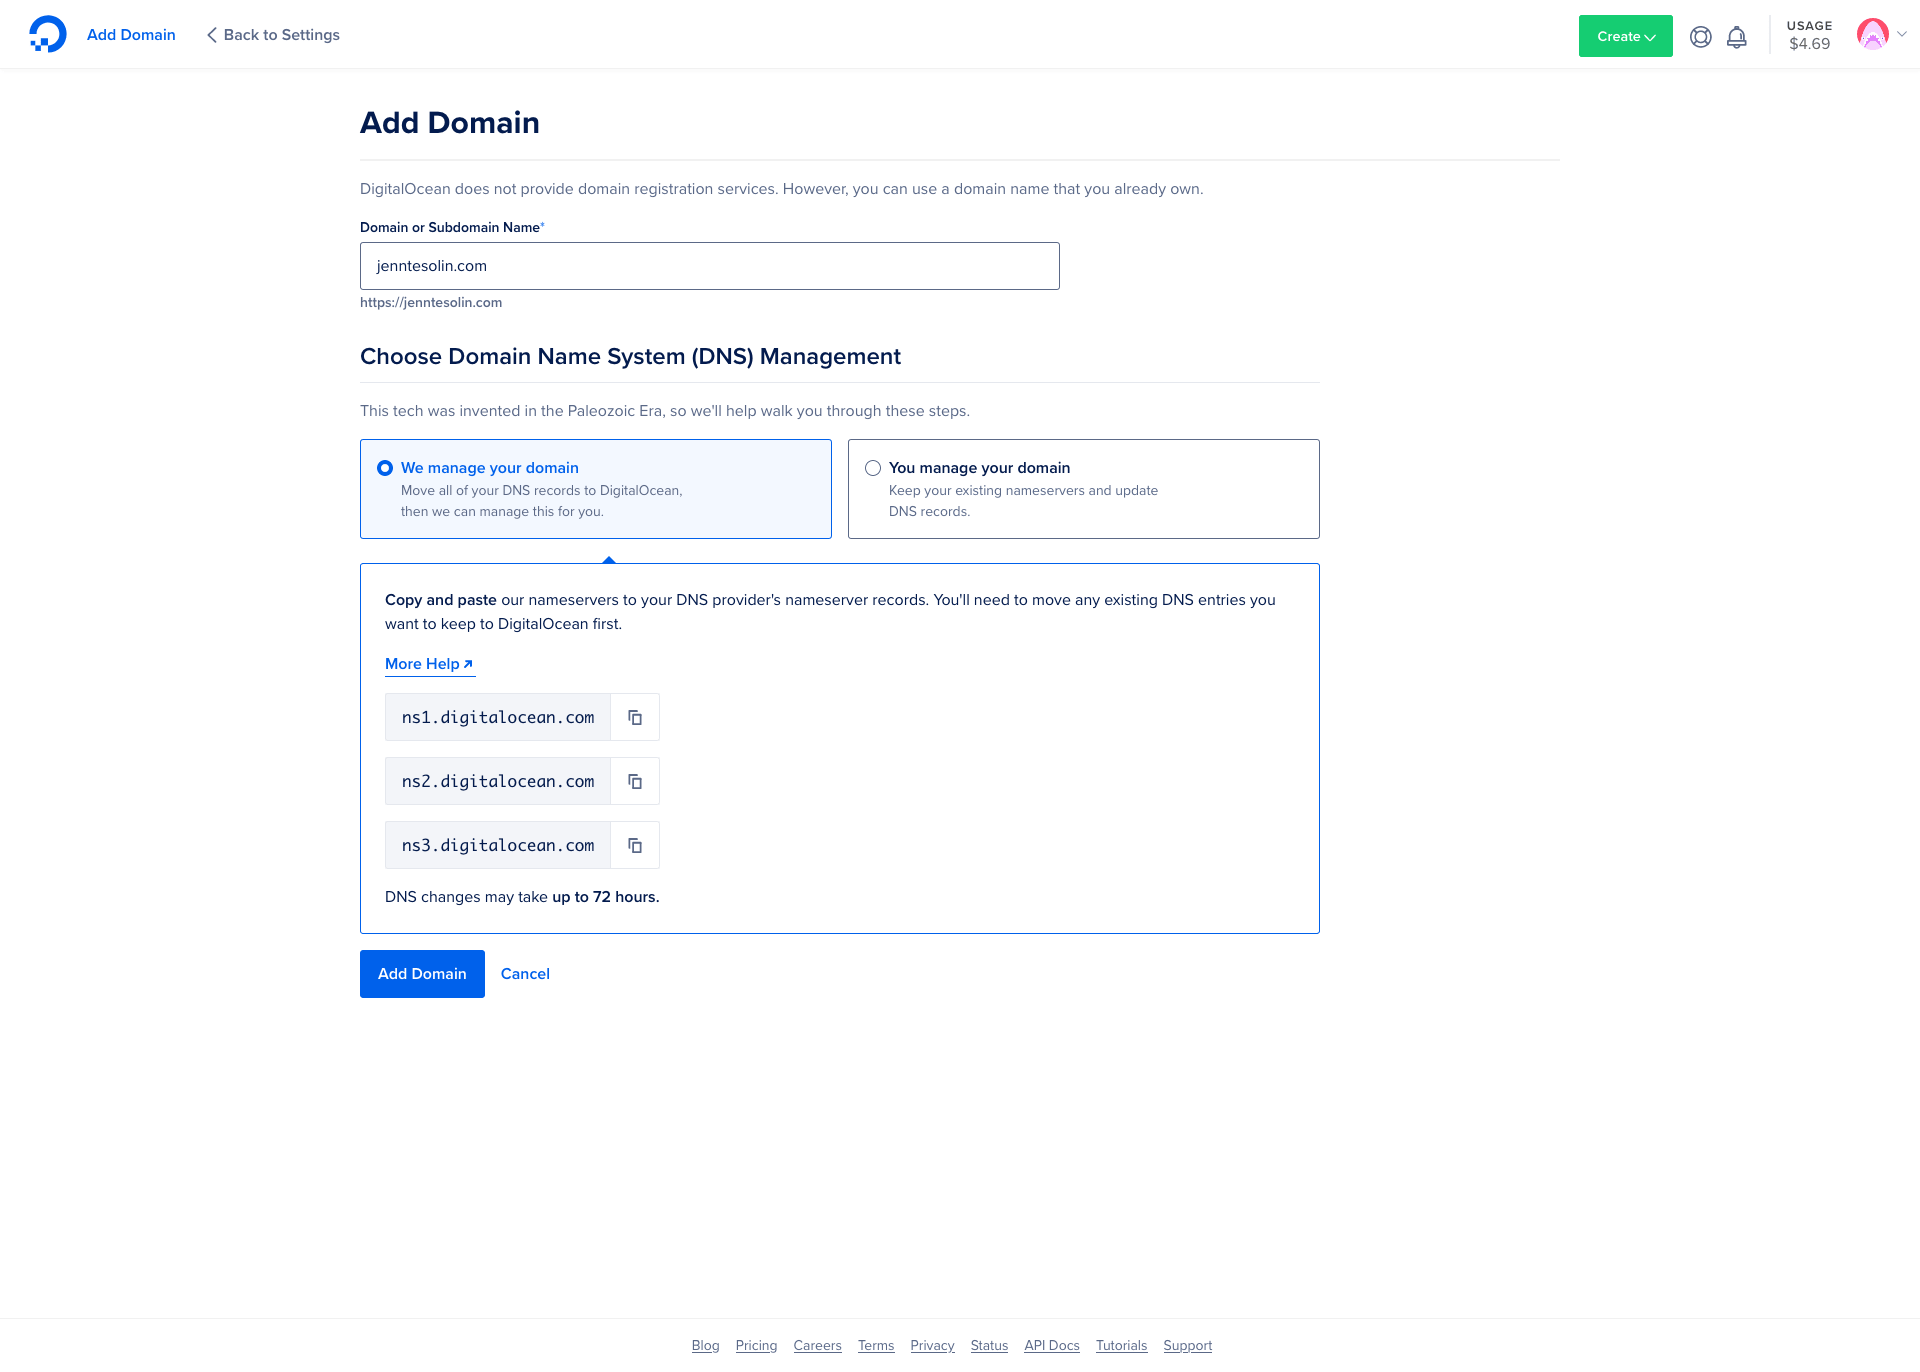 Add Domain
Back to Settings
Create
USAGE
$4.69
Add Domain
DigitalOcean does not provide domain registration services. However, you can use a domain name that you already own.
Domain or Subdomain Name*
jenntesolin.com
https://jenntesolin.com
Choose Domain Name System (DNS) Management
This tech was invented in the Paleozoic Era, so we'll help walk you through these steps.
We manage your domain
Move all of your DNS records to DigitalOcean,
then we can manage this for you.
You manage your domain
Keep your existing nameservers and update
DNS records.
Copy and paste our nameservers to your DNS provider's nameserver records. You'll need to move any existing DNS entries you
want to keep to DigitalOcean first.
More Help
ns1.digitalocean.com
ns2.digitalocean.com
ns3.digitalocean.com
DNS changes may take up to 72 hours.
Add Domain
Cancel
Blog Pricing Careers Terms Privacy Status API Docs Tutorials Support